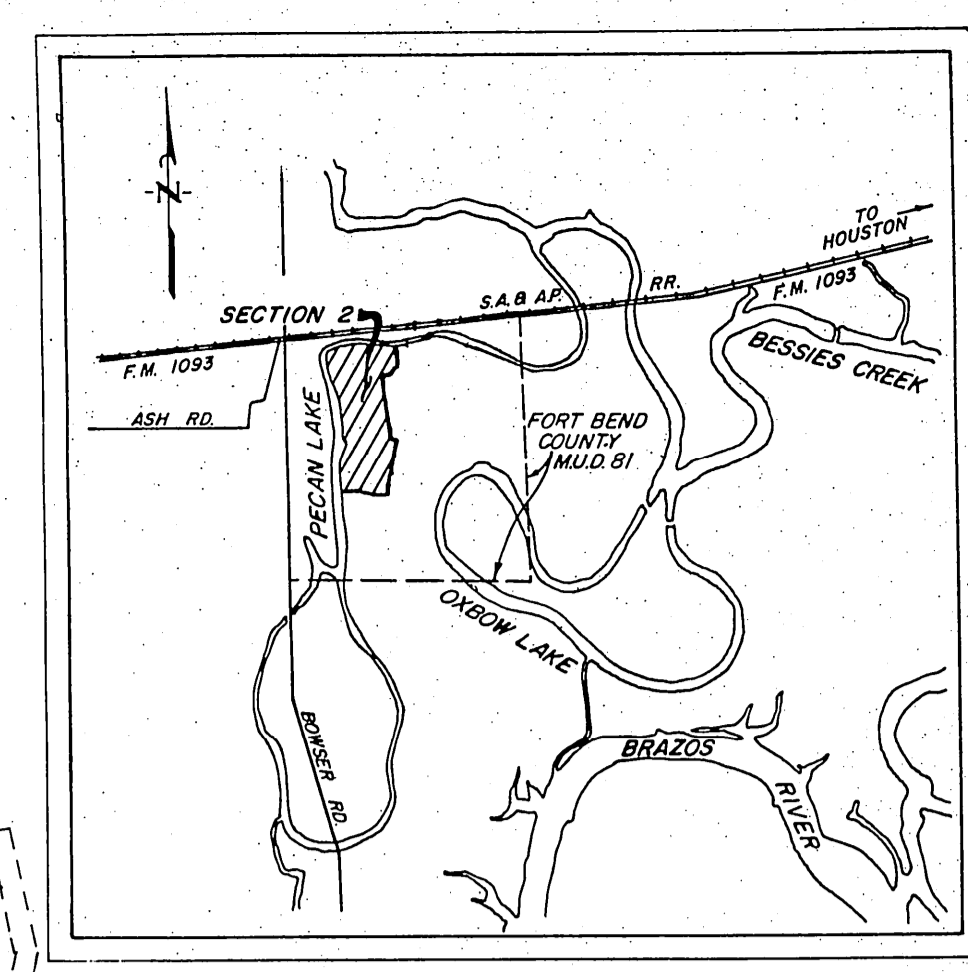 -N-
TO
HOUSTON
RR.
F.M. 1093
S.A. & A.P.
SECTION 2
F.M. 1093
BESSIES CREEK
ASH RD.
PECAN LAKE
FORT BEND
COUNTY
M.U.D. 81
OXBOW LAKE
BOWSER RD.
BRAZOS
RIVER